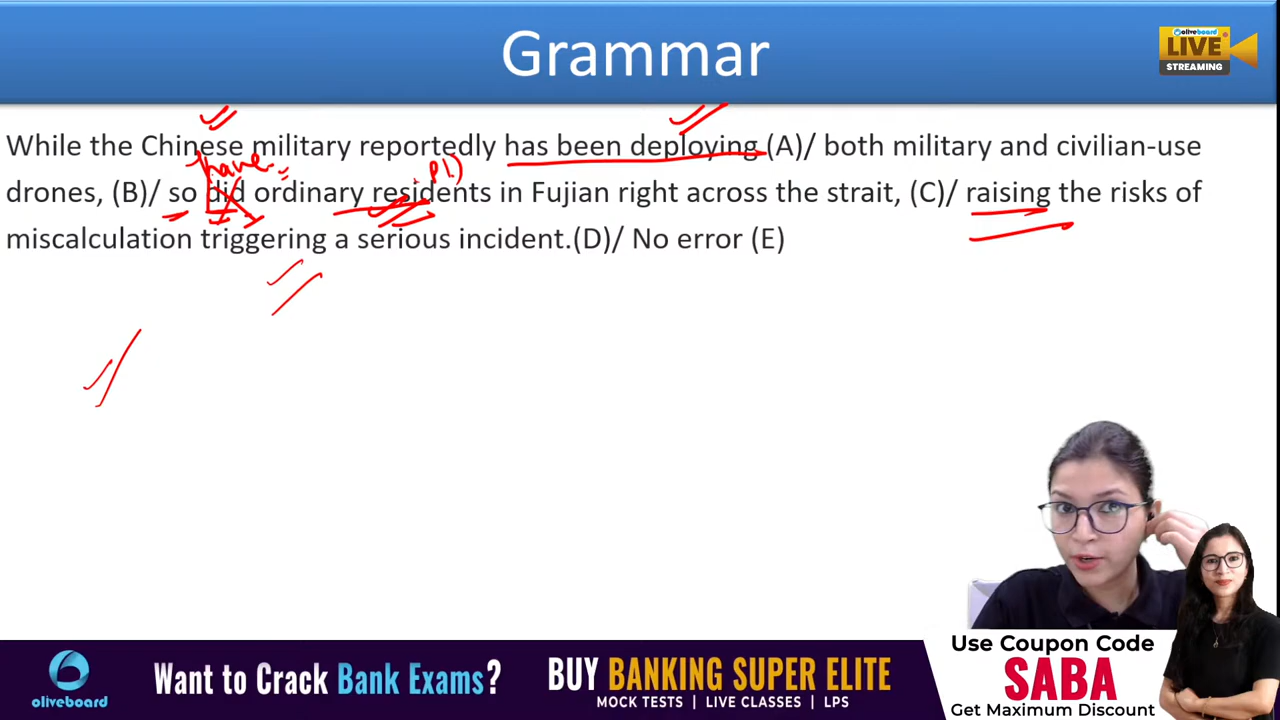 Grammar
oliveboard
LIVE
STREAMING
While the Chinese military reportedly has been deploying (A)/ both military and civilian-use
have
Pl.)
drones, (B)/ so did ordinary residents in Fujian right across the strait, (C)/ raising the risks of
miscalculation triggering a serious incident.(D)/ No error (E)
oliveboard
Want to Crack Bank Exams?
BUY BANKING SUPER ELITE
MOCK TESTS | LIVE CLASSES | LPS
Use Coupon Code
SABA
Get Maximum Discount